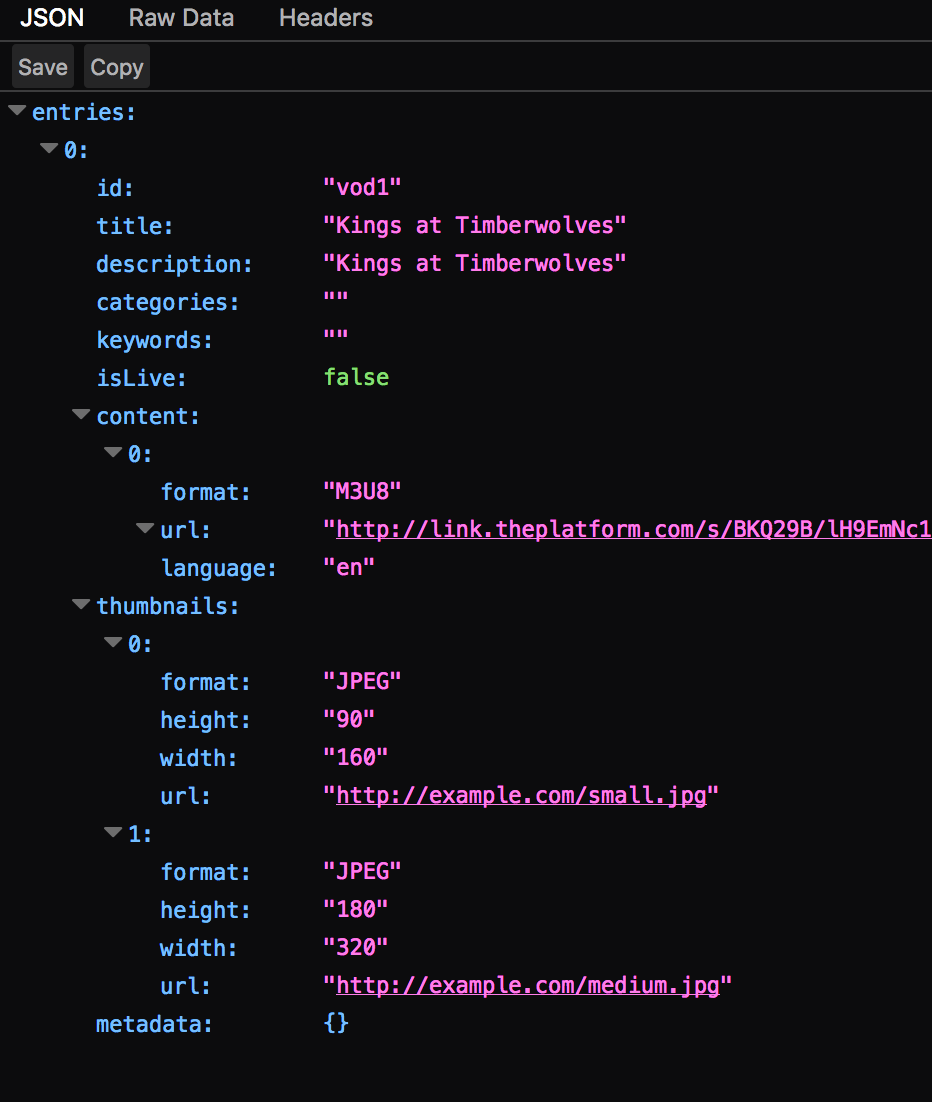 JSON Raw Data Headers
Save Copy
entries:
0:
id: "vod1"
title: "Kings at Timberwolves"
description: "Kings at Timberwolves"
categories: ""
keywords: ""
isLive: false
content:
0:
format: "M3U8"
url: "http://link.theplatform.com/s/BKQ29B/lH9EmNc1
language: "en"
thumbnails:
0:
format: "JPEG"
height: "90"
width: "160"
url: "http://example.com/small.jpg"
1:
format: "JPEG"
height: "180"
width: "320"
url: "http://example.com/medium.jpg"
metadata: {}